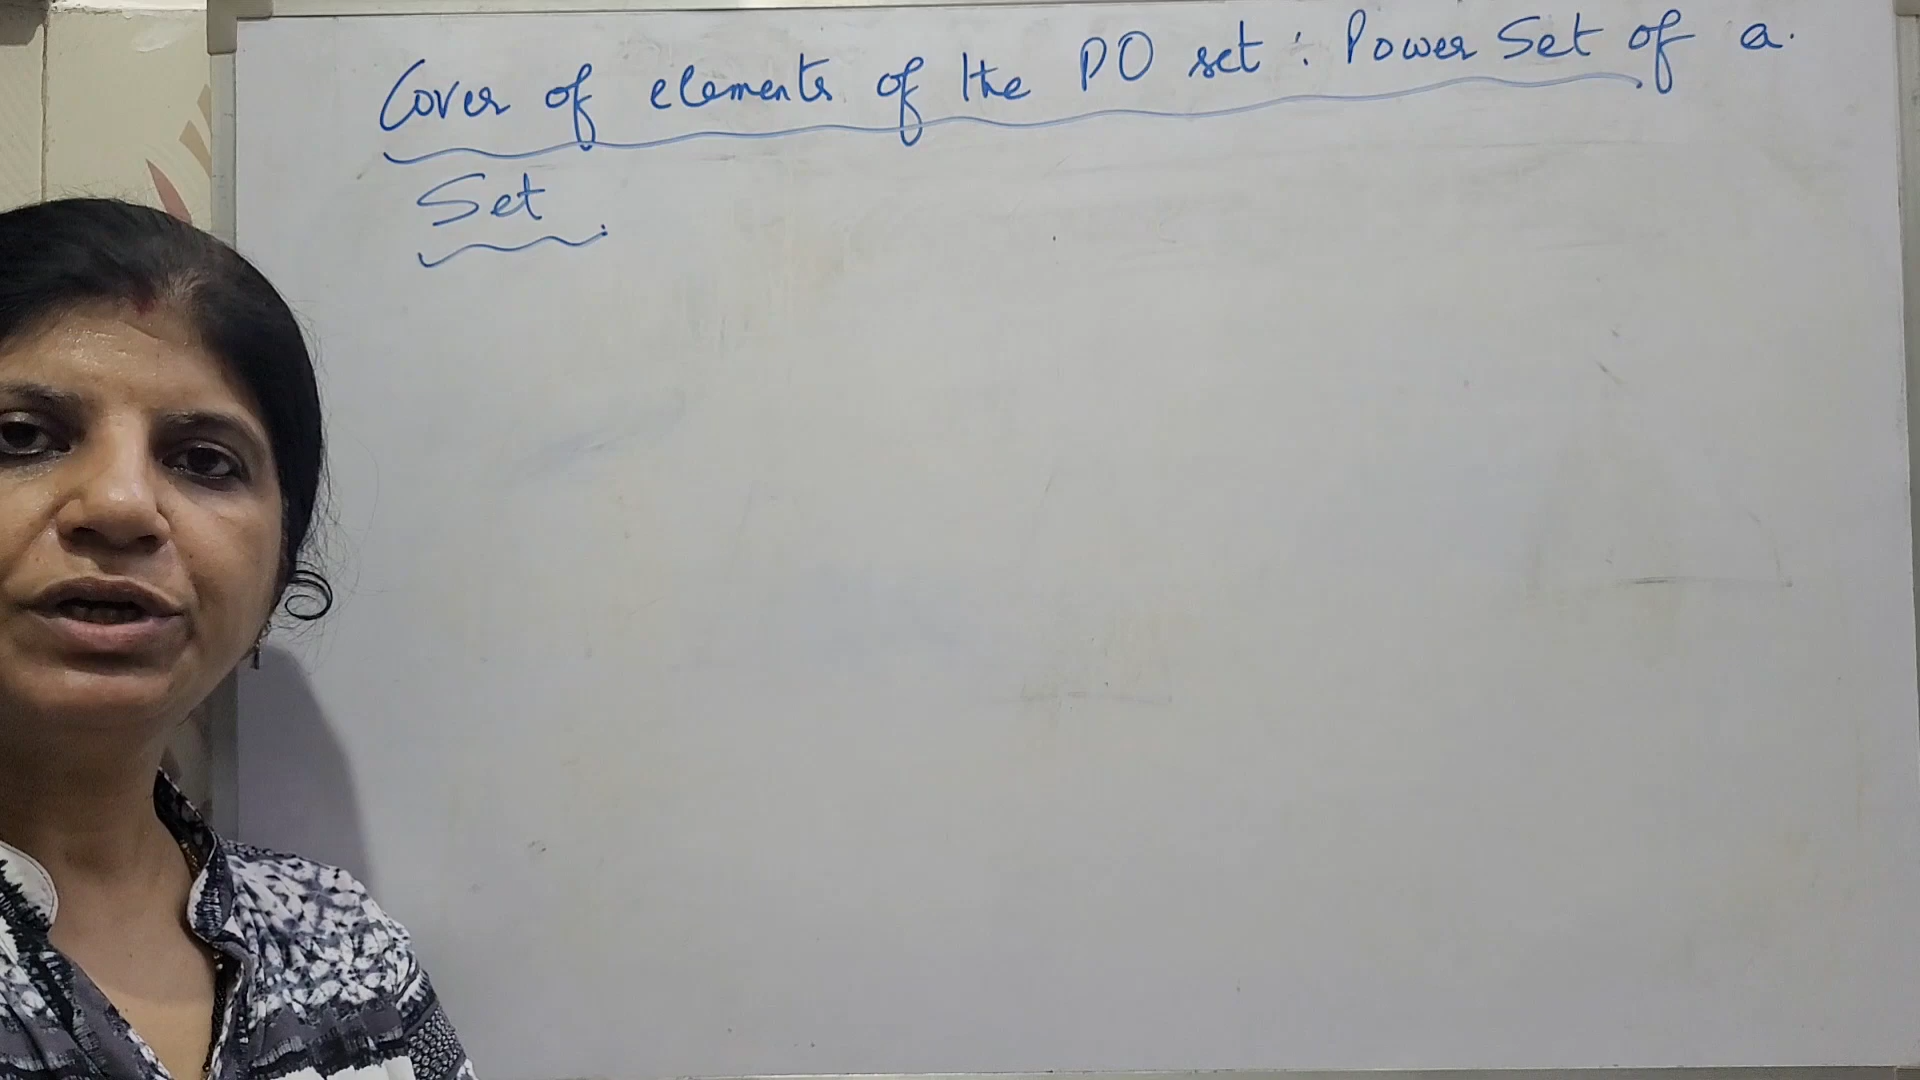 Cover of elements of the PO set : Power Set of a
Set.